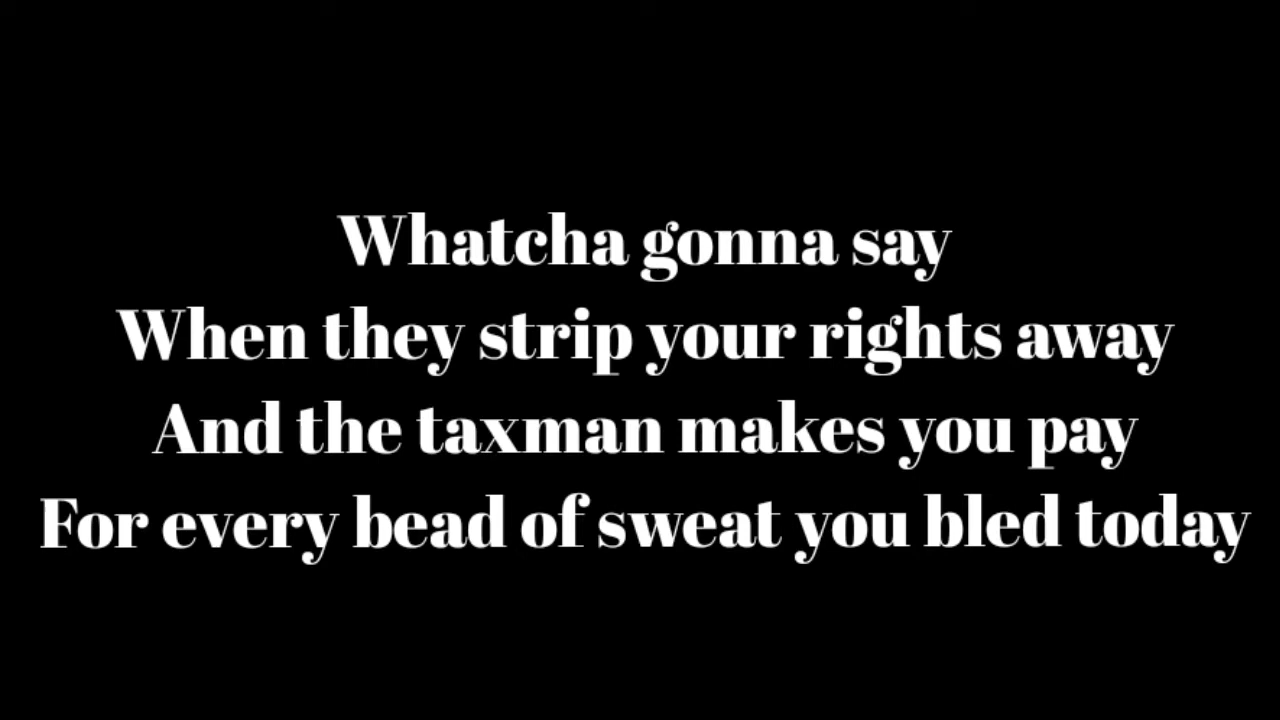 Whatcha gonna say
When they strip your rights away
And the taxman makes you pay
For every bead of sweat you bled today